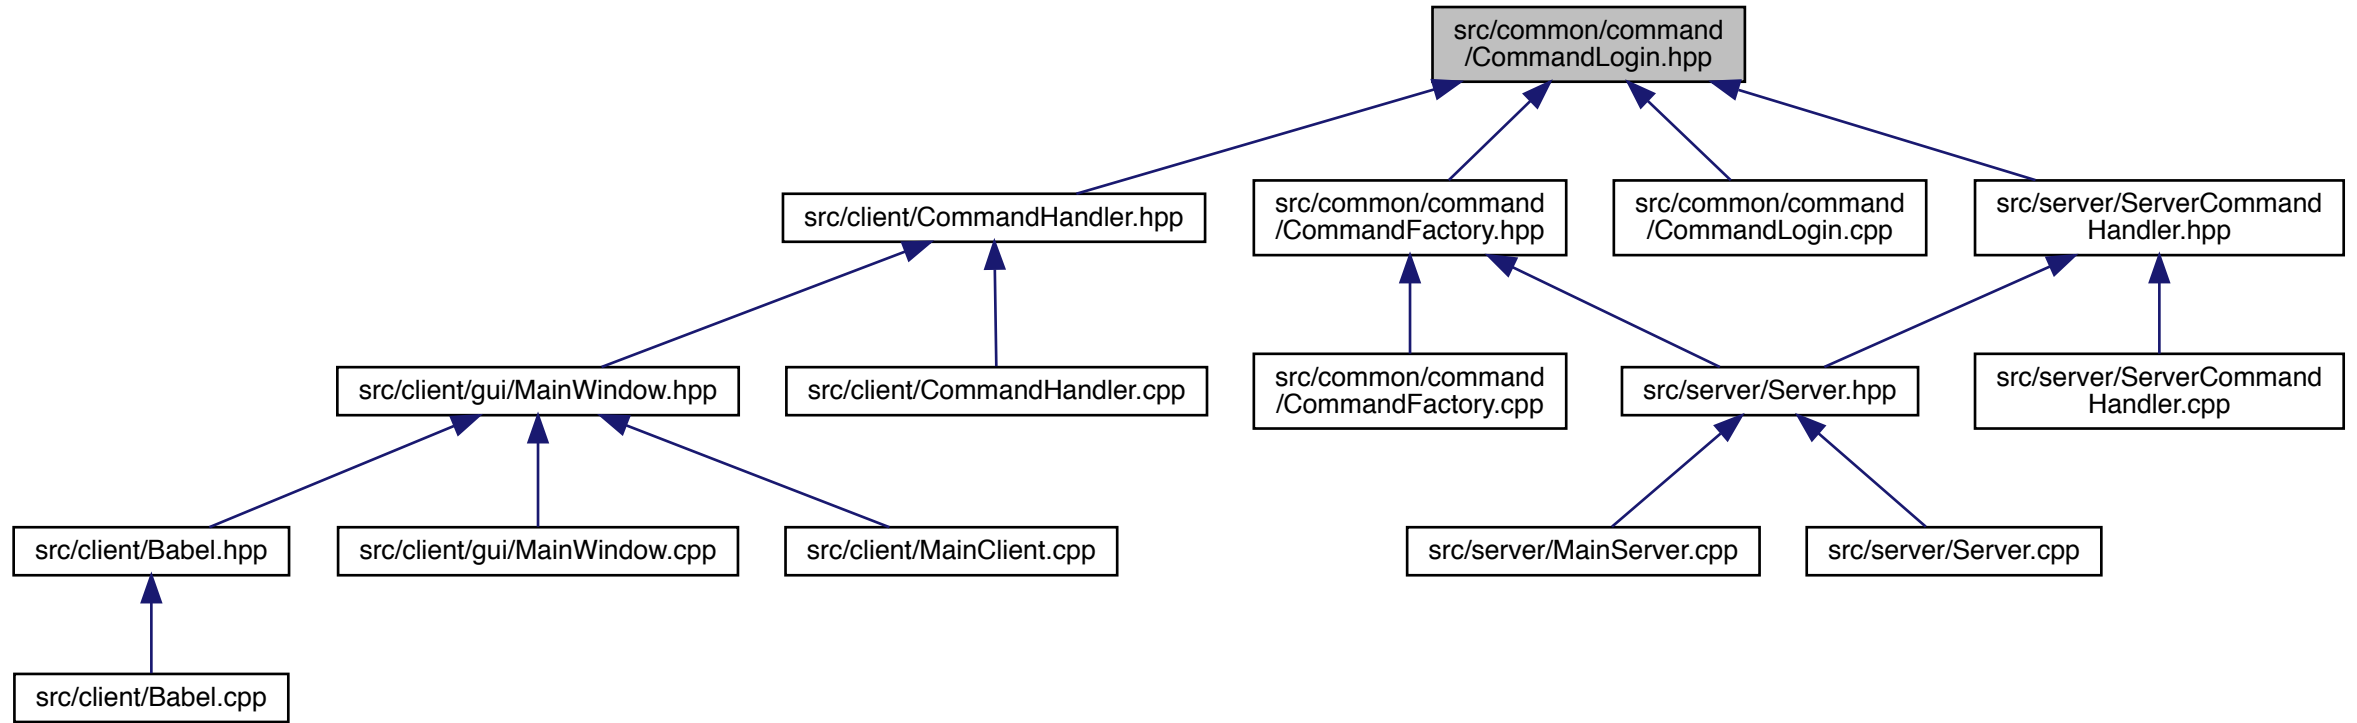 src/common/command
/CommandLogin.hpp
src/client/CommandHandler.hpp
src/common/command
/CommandFactory.hpp
src/common/command
/CommandLogin.cpp
src/server/ServerCommand
Handler.hpp
src/client/gui/MainWindow.hpp
src/client/CommandHandler.cpp
src/common/command
/CommandFactory.cpp
src/server/Server.hpp
src/server/ServerCommand
Handler.cpp
src/client/Babel.hpp
src/client/gui/MainWindow.cpp
src/client/MainClient.cpp
src/server/MainServer.cpp
src/server/Server.cpp
src/client/Babel.cpp